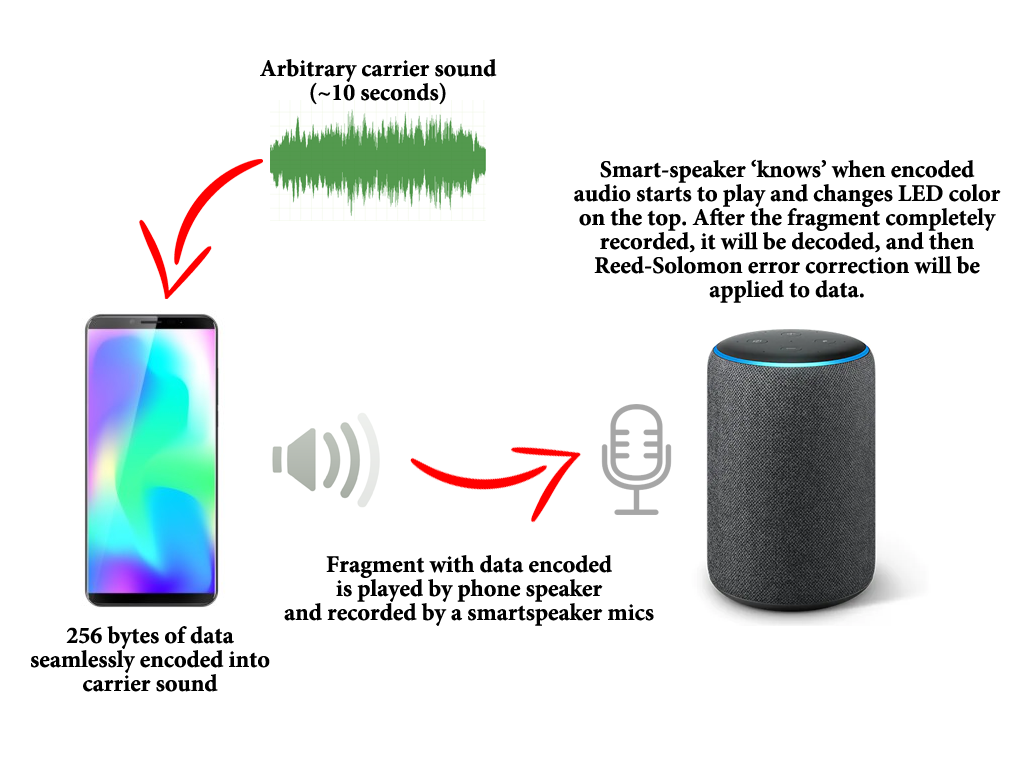 Arbitrary carrier sound
(~10 seconds)
Smart-speaker ‘knows’ when encoded
audio starts to play and changes LED color
on the top. After the fragment completely
recorded, it will be decoded, and then
Reed-Solomon error correction will be
applied to data.
Fragment with data encoded
is played by phone speaker
and recorded by a smartspeaker mics
256 bytes of data
seamlessly encoded into
carrier sound